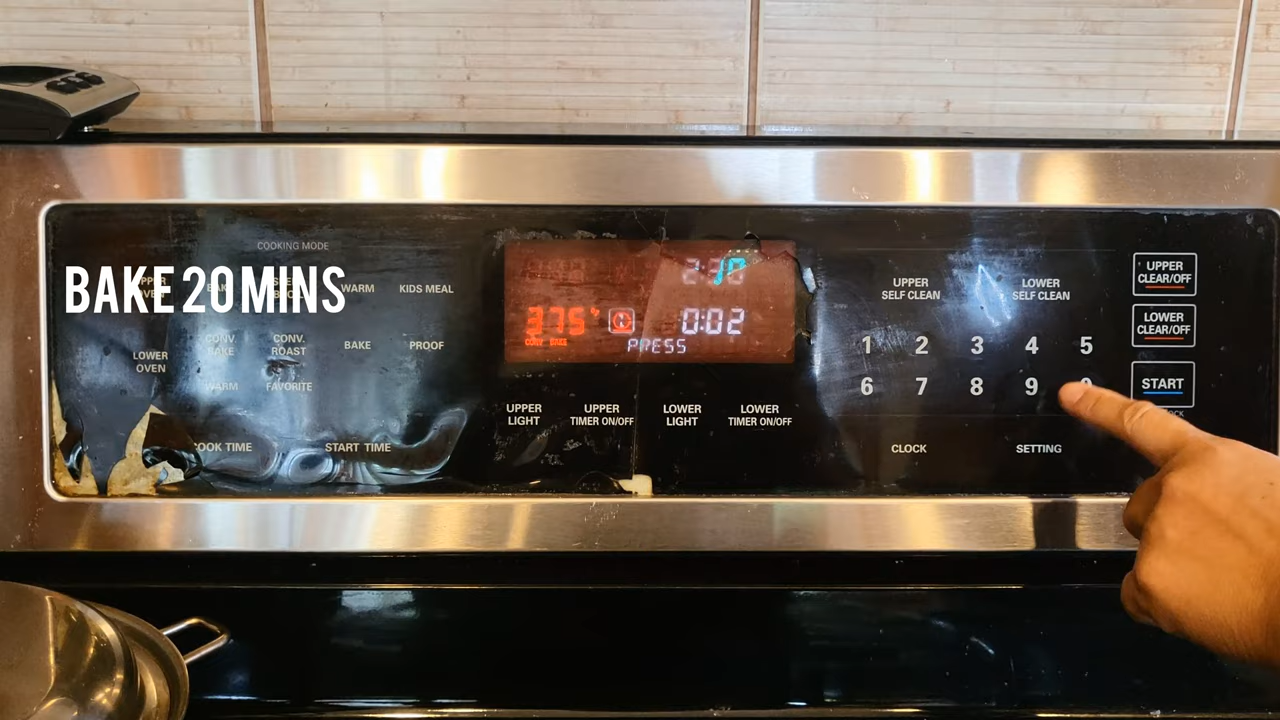 BAKE 20 MINS
COOKING MODE
WARM
KIDS MEAL
CONV. BAKE
CONV. ROAST
BAKE
PROOF
LOWER OVEN
WARM
FAVORITE
COOK TIME
START TIME
375°
CONV BAKE
0:02
PRESS
UPPER LIGHT
UPPER TIMER ON/OFF
LOWER LIGHT
LOWER TIMER ON/OFF
UPPER SELF CLEAN
LOWER SELF CLEAN
1 2 3 4 5
6 7 8 9 0
CLOCK
SETTING
UPPER CLEAR/OFF
LOWER CLEAR/OFF
START